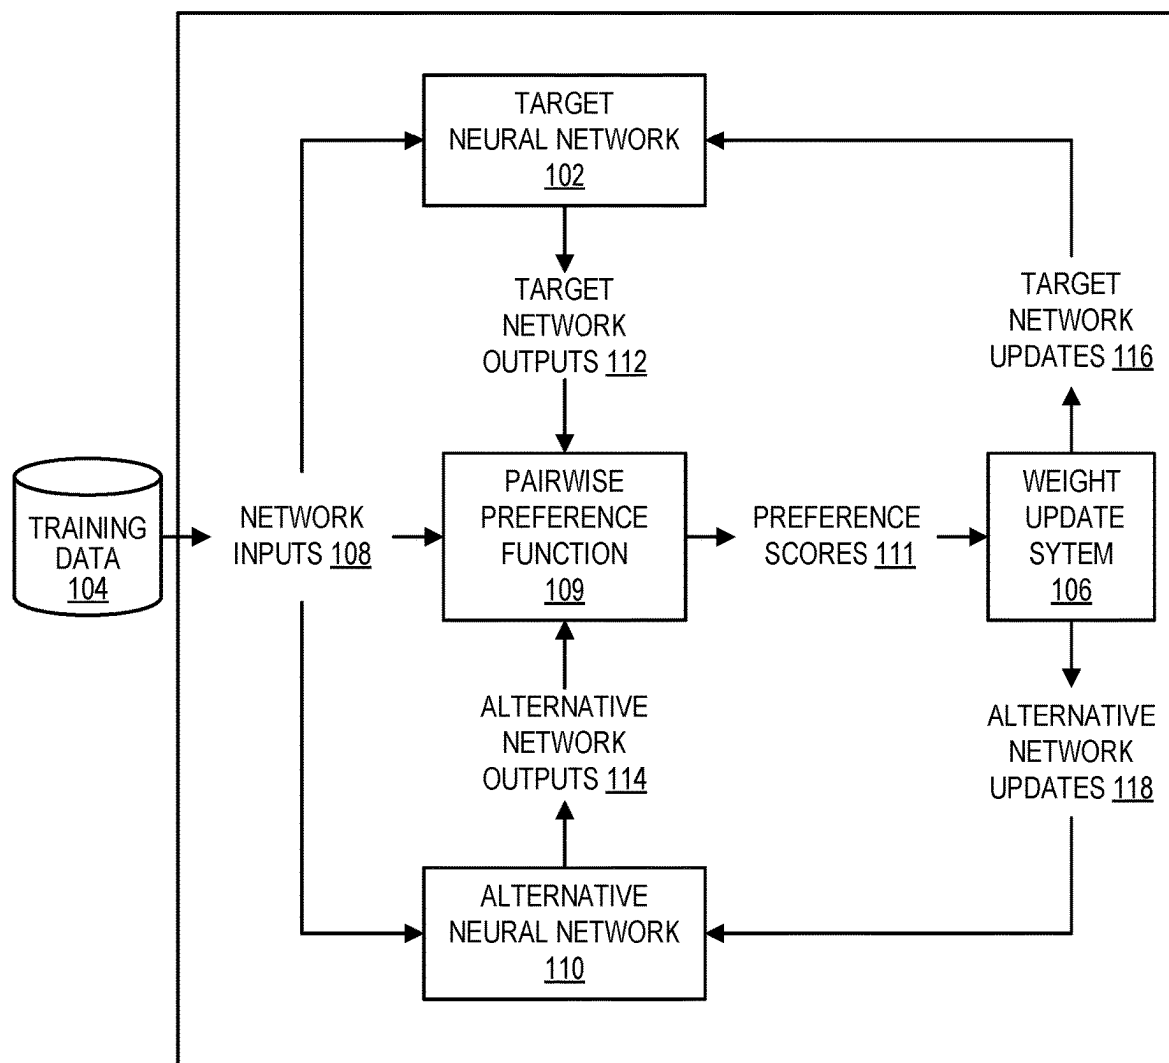 TARGET
NEURAL NETWORK
102
TARGET
NETWORK
OUTPUTS 112
TARGET
NETWORK
UPDATES 116
TRAINING
DATA
104
NETWORK
INPUTS 108
PAIRWISE
PREFERENCE
FUNCTION
109
PREFERENCE
SCORES 111
WEIGHT
UPDATE
SYTEM
106
ALTERNATIVE
NETWORK
OUTPUTS 114
ALTERNATIVE
NETWORK
UPDATES 118
ALTERNATIVE
NEURAL NETWORK
110